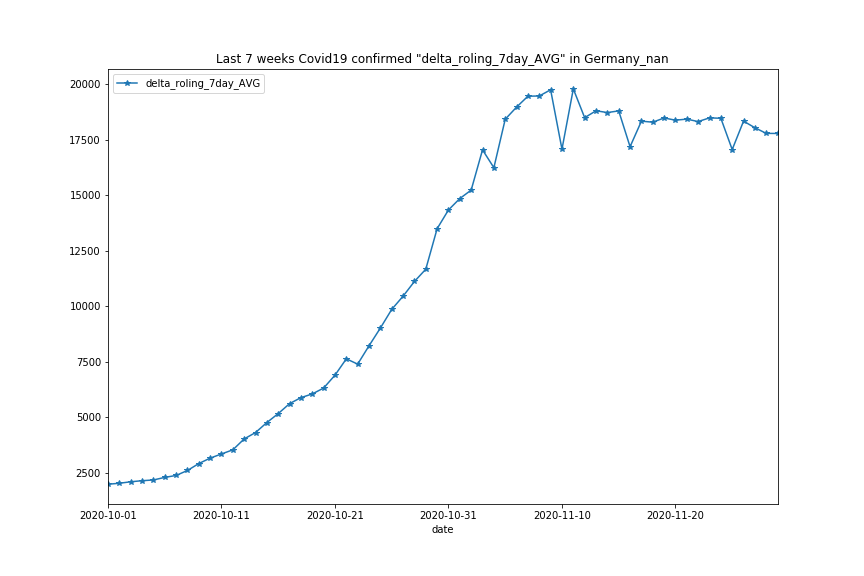 Last 7 weeks Covid19 confirmed "delta_roling_7day_AVG" in Germany_nan
delta_roling_7day_AVG
20000
17500
15000
12500
10000
7500
5000
2500
2020-10-01 2020-10-11 2020-10-21 2020-10-31 2020-11-10 2020-11-20
date